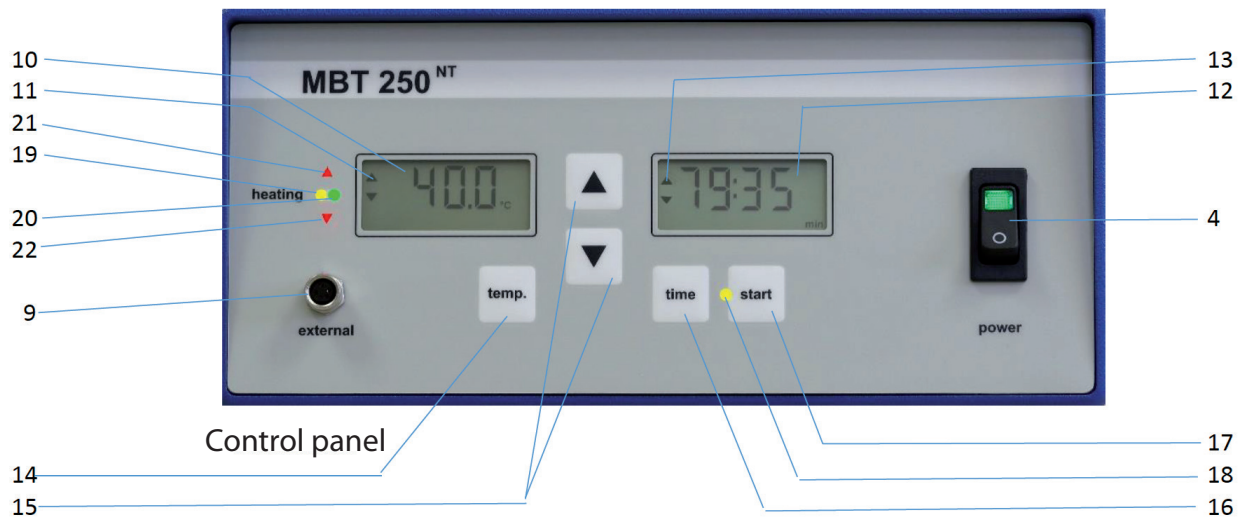 10
11
21
19
20
22
9
14
15
MBT 250 NT
heating
40.0 °C
79:35 min
temp.
time
start
external
power
Control panel
13
12
4
17
18
16